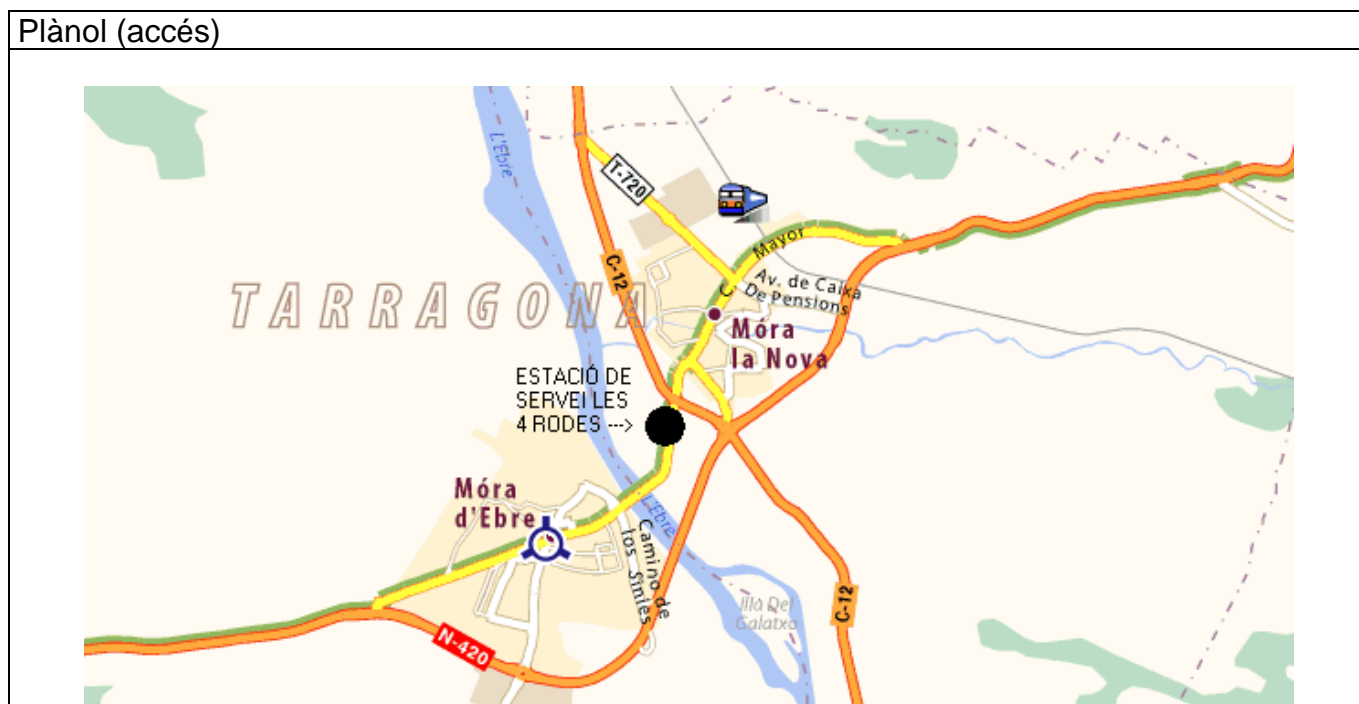 Plànol (accés)
L'Ebre
T-720
Mayor
C-12
C
Av. de Caixa
De Pensions
TARRAGONA
Móra
la Nova
ESTACIÓ DE
SERVEI LES
4 RODES --->
Móra
d'Ebre
L'Ebre
Camino de
los Simiés
Illa Del
Galatxo
C-12
N-420